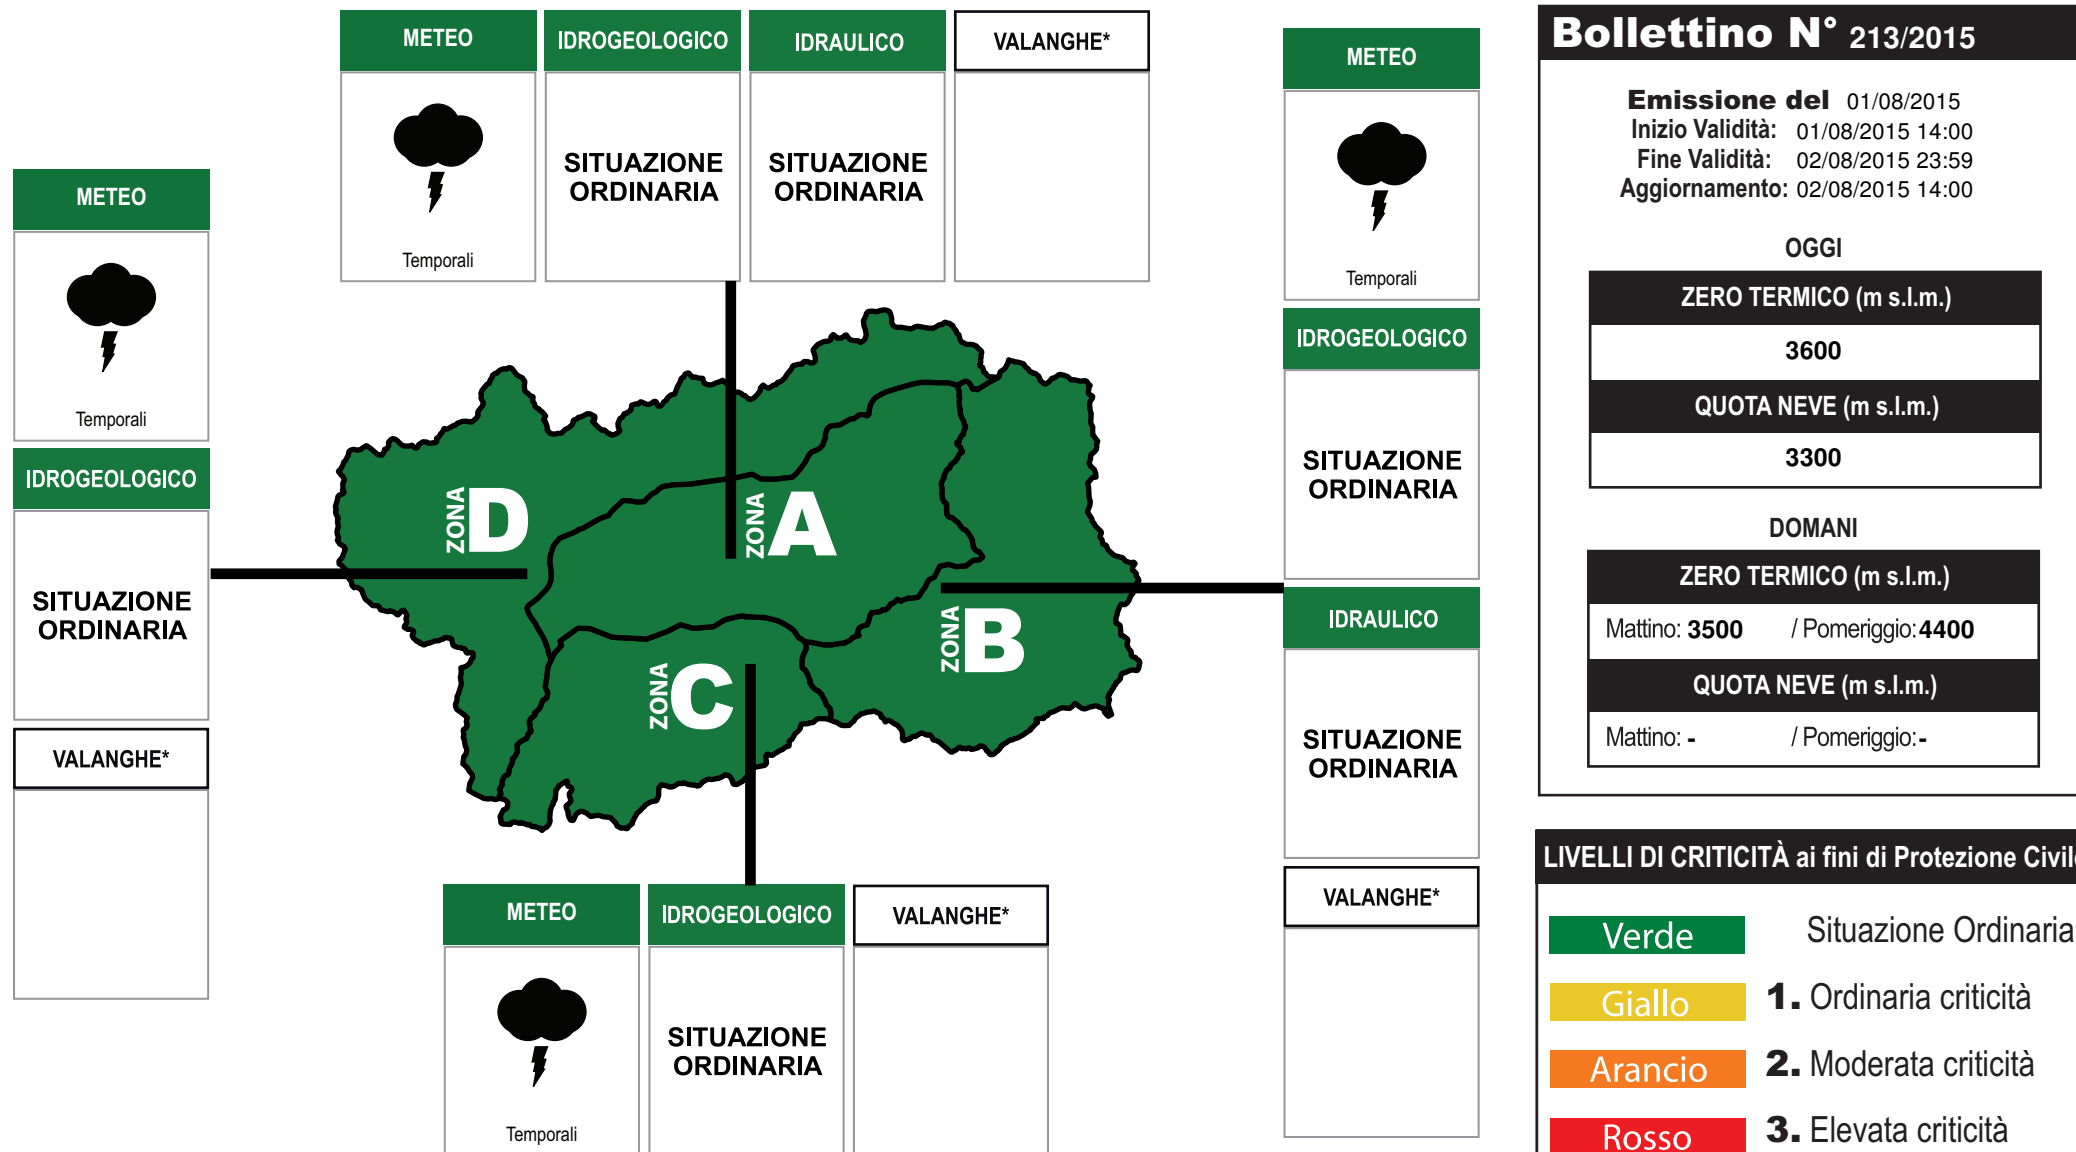 METEO
IDROGEOLOGICO
IDRAULICO
VALANGHE*
Temporali
SITUAZIONE
ORDINARIA
SITUAZIONE
ORDINARIA
METEO
Temporali
IDROGEOLOGICO
SITUAZIONE
ORDINARIA
VALANGHE*
METEO
Temporali
IDROGEOLOGICO
SITUAZIONE
ORDINARIA
IDRAULICO
SITUAZIONE
ORDINARIA
VALANGHE*
ZONA D
ZONA A
ZONA B
ZONA C
METEO
IDROGEOLOGICO
VALANGHE*
Temporali
SITUAZIONE
ORDINARIA
Bollettino N° 213/2015
Emissione del 01/08/2015
Inizio Validità: 01/08/2015 14:00
Fine Validità: 02/08/2015 23:59
Aggiornamento: 02/08/2015 14:00
OGGI
ZERO TERMICO (m s.l.m.)
3600
QUOTA NEVE (m s.l.m.)
3300
DOMANI
ZERO TERMICO (m s.l.m.)
Mattino: 3500 / Pomeriggio: 4400
QUOTA NEVE (m s.l.m.)
Mattino: - / Pomeriggio: -
LIVELLI DI CRITICITÀ ai fini di Protezione Civile
Verde Situazione Ordinaria
Giallo 1. Ordinaria criticità
Arancio 2. Moderata criticità
Rosso 3. Elevata criticità